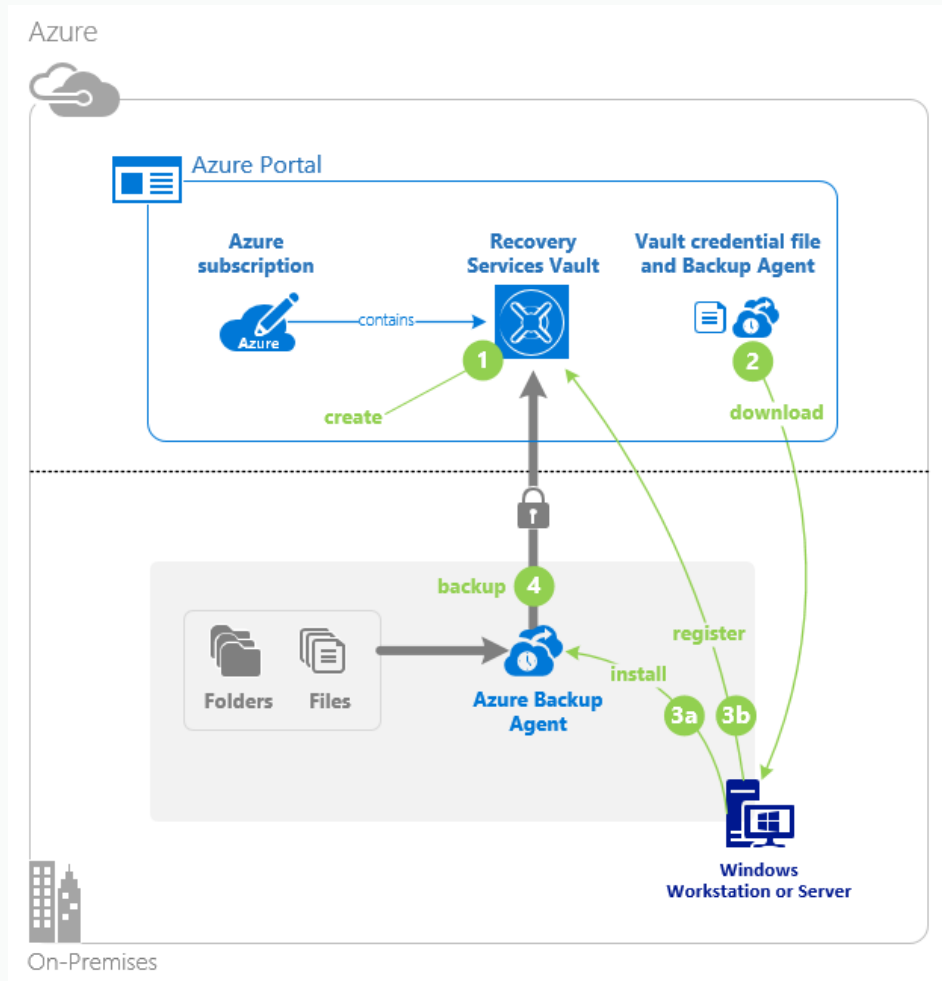 Azure
Azure Portal
Azure
subscription
Recovery
Services Vault
Vault credential file
and Backup Agent
contains
Azure
1
2
create
download
backup
4
register
install
Folders
Files
Azure Backup
Agent
3a
3b
Windows
Workstation or Server
On-Premises